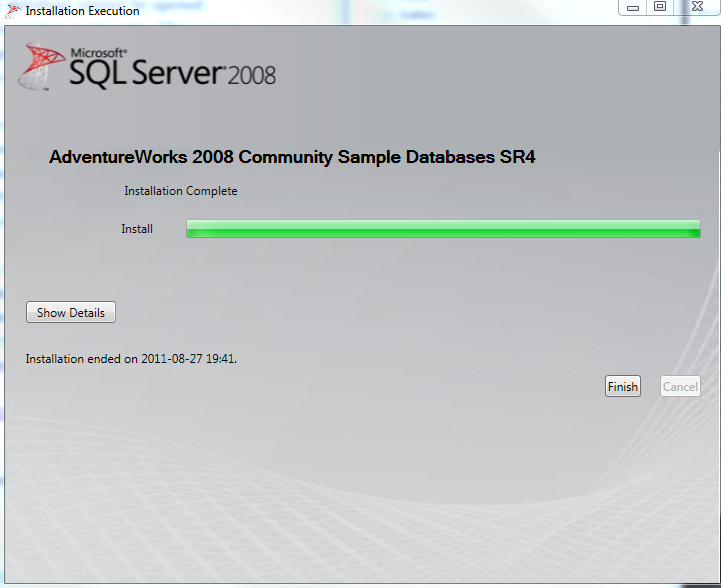 Installation Execution
Microsoft®
SQL Server® 2008
AdventureWorks 2008 Community Sample Databases SR4
Installation Complete
Install
Show Details
Installation ended on 2011-08-27 19:41.
Finish
Cancel